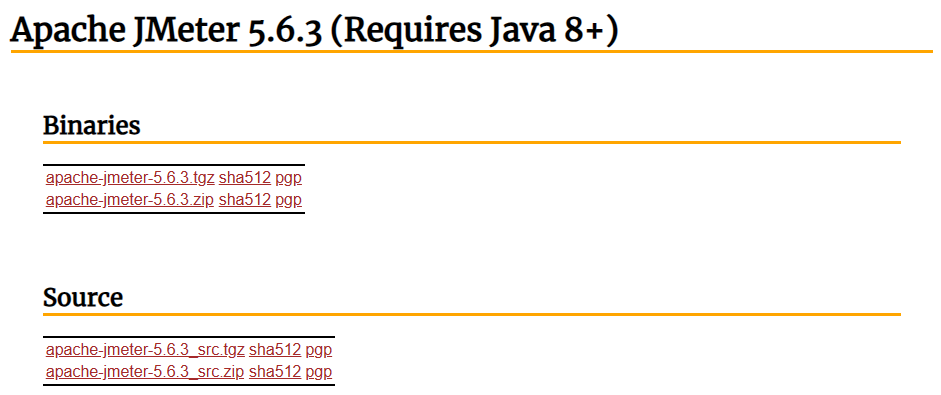 Apache JMeter 5.6.3 (Requires Java 8+)
Binaries
apache-jmeter-5.6.3.tgz sha512 pgp
apache-jmeter-5.6.3.zip sha512 pgp
Source
apache-jmeter-5.6.3_src.tgz sha512 pgp
apache-jmeter-5.6.3_src.zip sha512 pgp